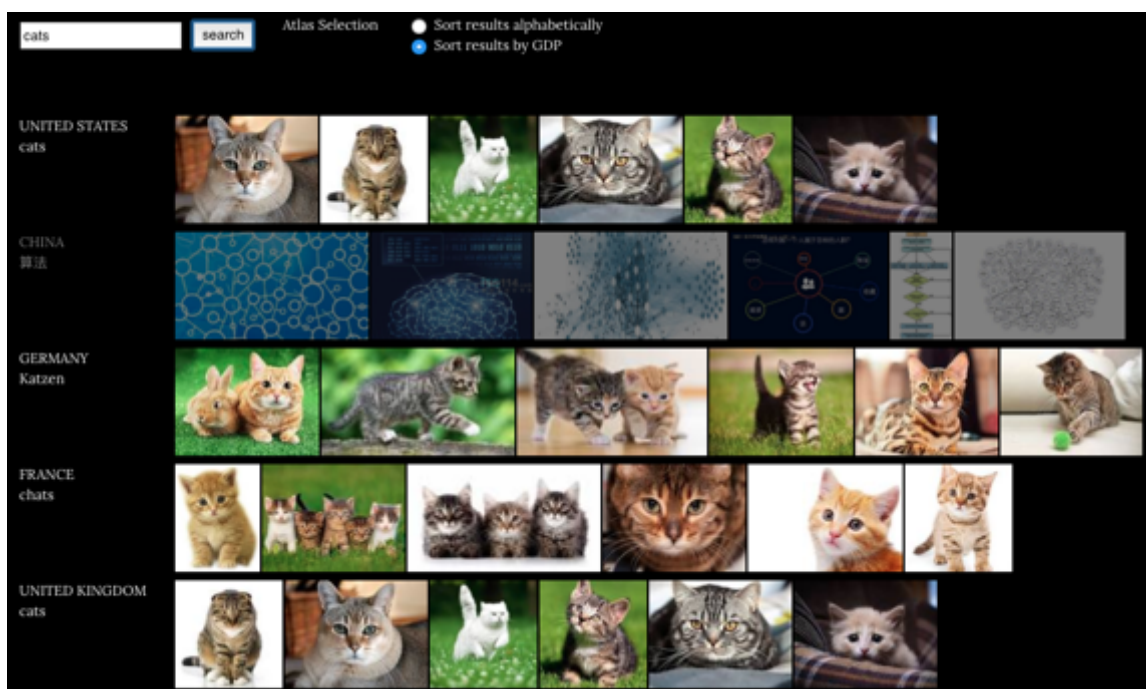 cats
search
Atlas Selection
Sort results alphabetically
Sort results by GDP
UNITED STATES
cats
CHINA
算法
GERMANY
Katzen
FRANCE
chats
UNITED KINGDOM
cats